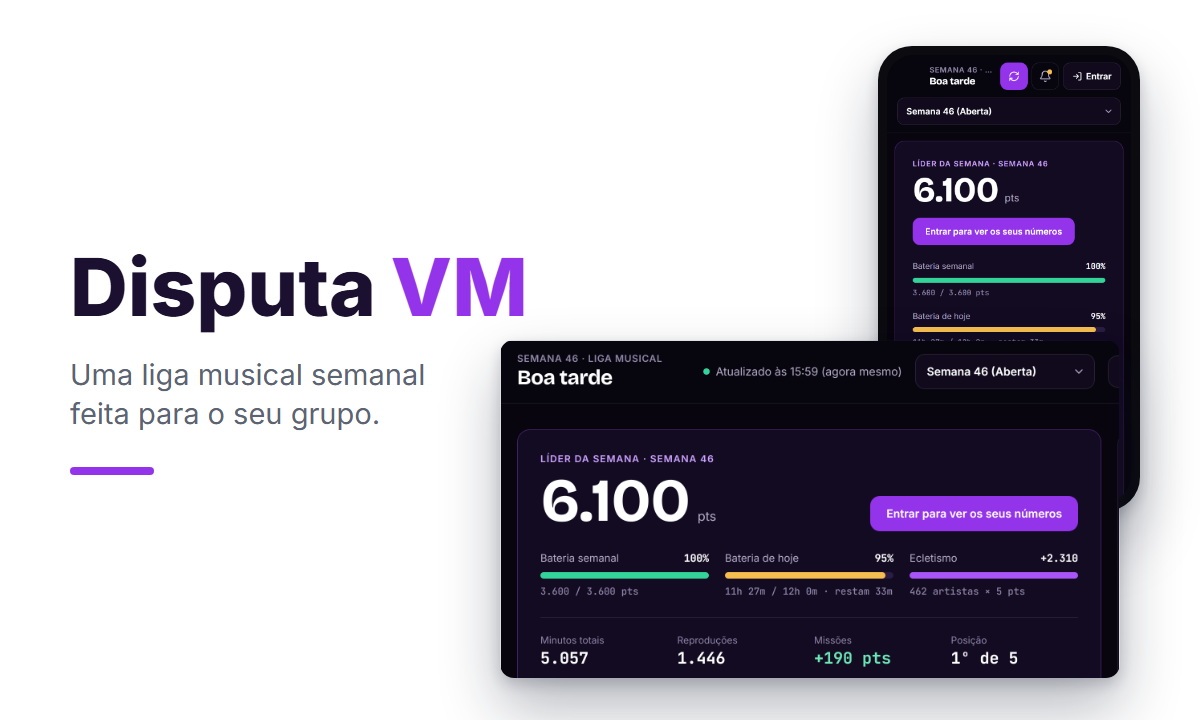 Disputa VM
Uma liga musical semanal
feita para o seu grupo.
SEMANA 46 · ...
Boa tarde
Entrar
Semana 46 (Aberta)
LÍDER DA SEMANA · SEMANA 46
6.100 pts
Entrar para ver os seus números
Bateria semanal 100%
3.600 / 3.600 pts
Bateria de hoje 95%
SEMANA 46 · LIGA MUSICAL
Boa tarde
Atualizado às 15:59 (agora mesmo)
Semana 46 (Aberta)
LÍDER DA SEMANA · SEMANA 46
6.100 pts
Entrar para ver os seus números
Bateria semanal 100% Bateria de hoje 95% Ecletismo +2.310
3.600 / 3.600 pts 11h 27m / 12h 0m · restam 33m 462 artistas × 5 pts
Minutos totais Reproduções Missões Posição
5.057 1.446 +190 pts 1º de 5